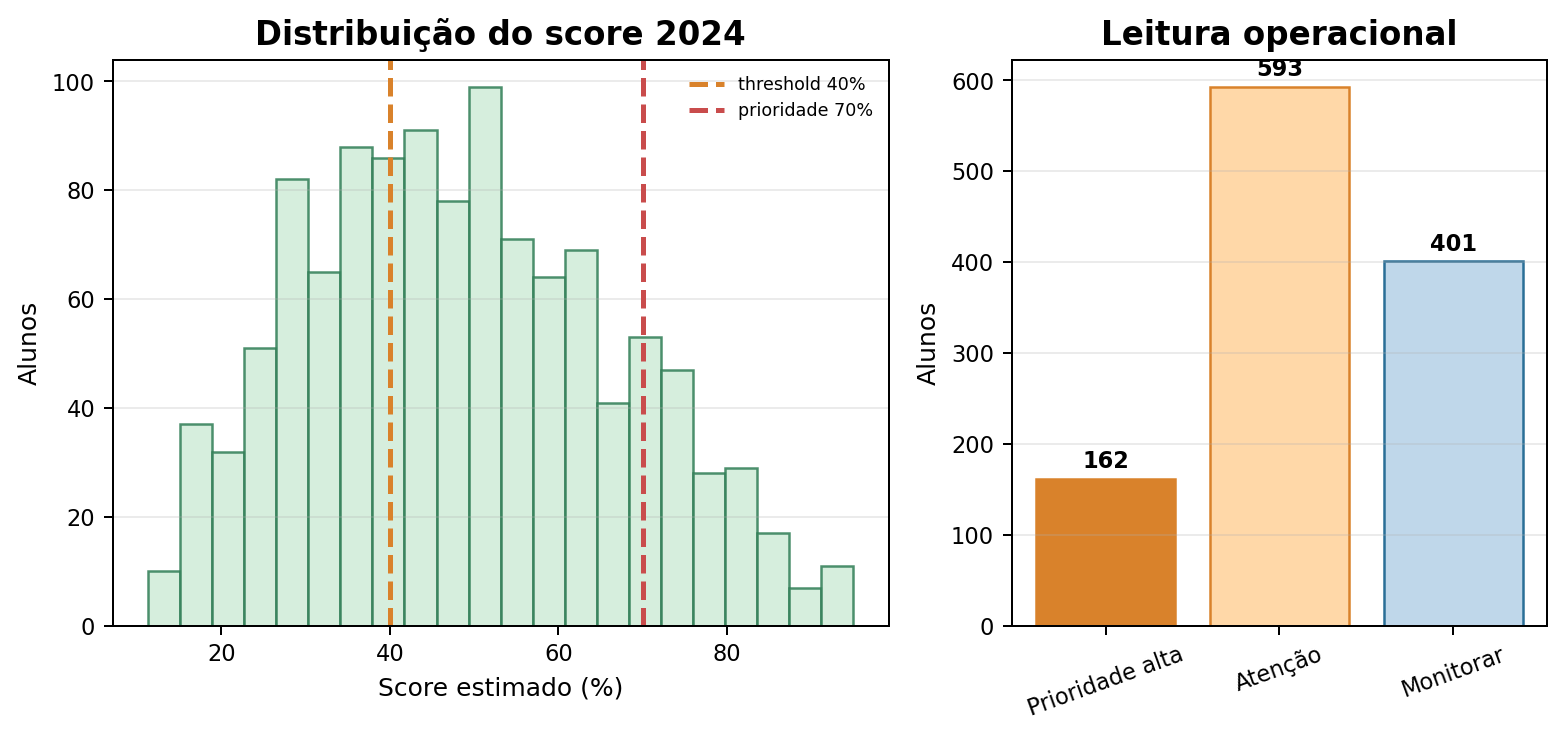 Distribuição do score 2024
threshold 40%
prioridade 70%
100
80
60
40
20
0
Alunos
20 40 60 80
Score estimado (%)
Leitura operacional
600
500
400
300
200
100
0
Alunos
162
593
401
Prioridade alta
Atenção
Monitorar